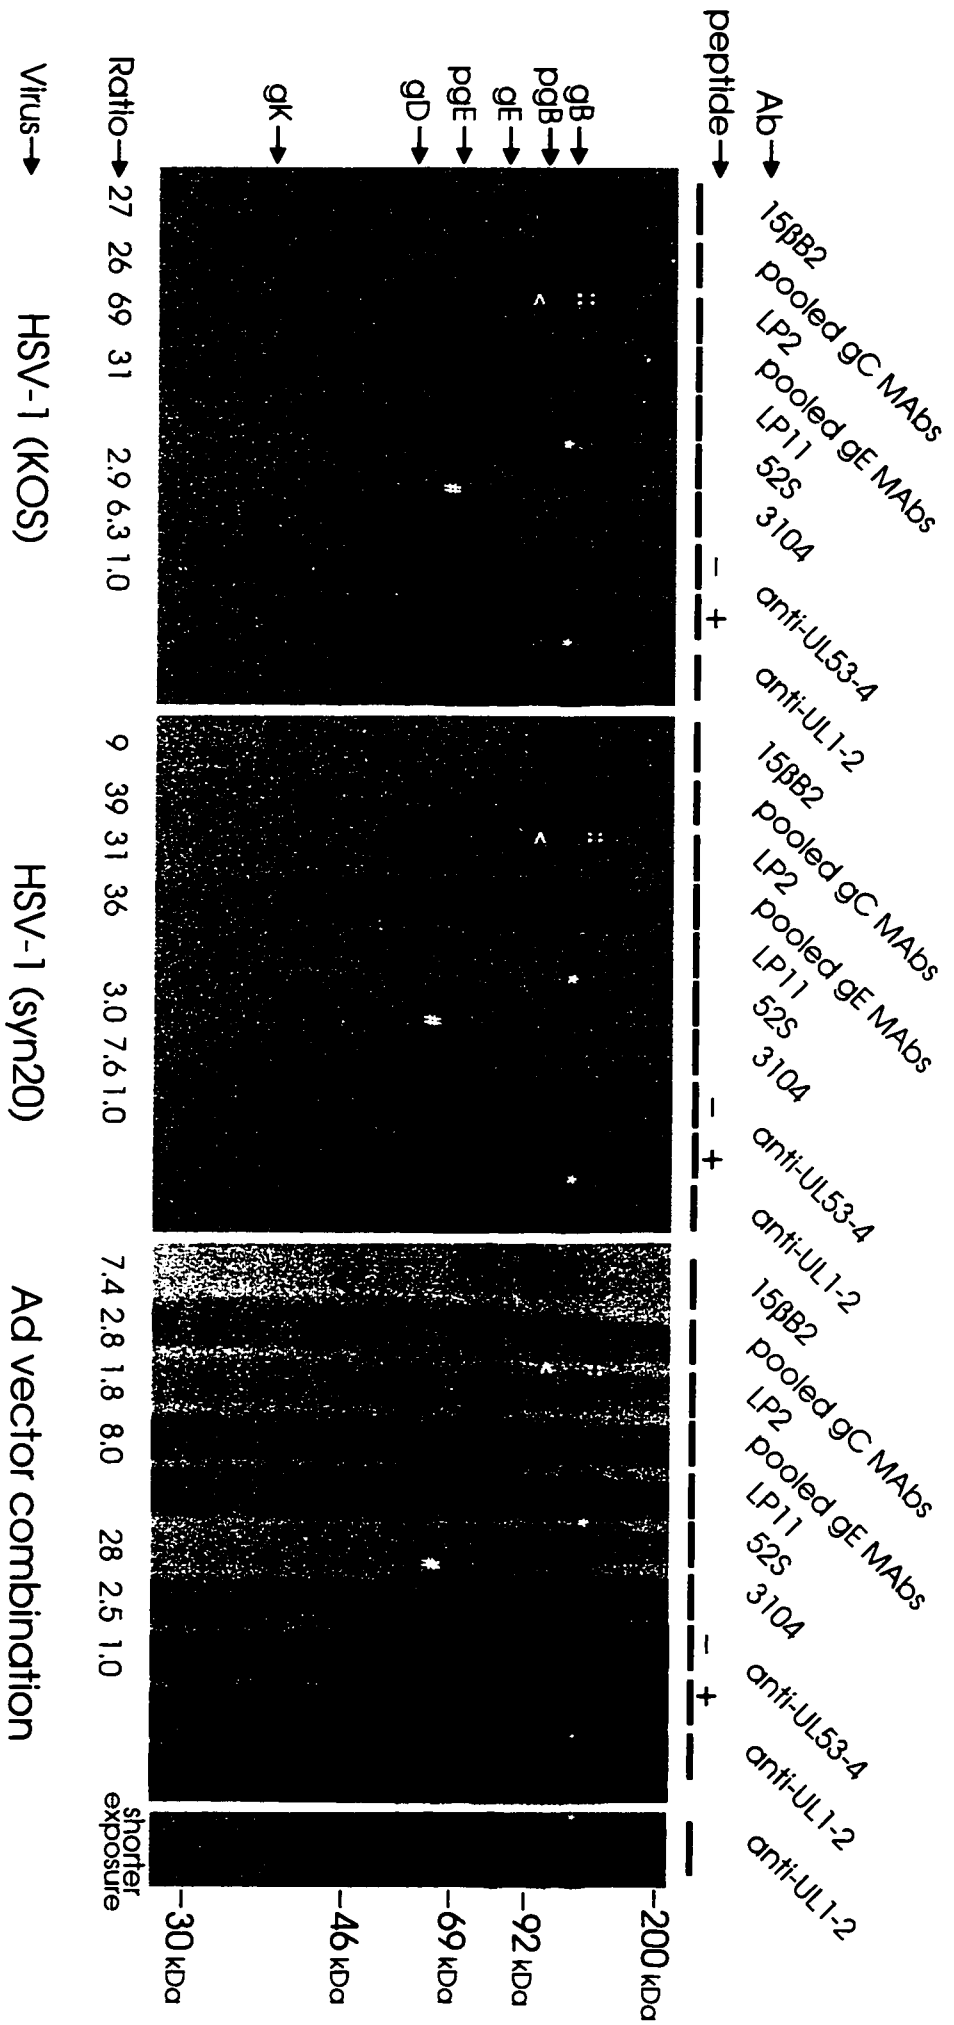 Ab→ 15βB2 pooled gC MAbs LP2 pooled gE MAbs LP11 52S 3104 anti-UL53-4 anti-UL1-2 15βB2 pooled gC MAbs LP2 pooled gE MAbs LP11 52S 3104 anti-UL53-4 anti-UL1-2 15βB2 pooled gC MAbs LP2 pooled gE MAbs LP11 52S 3104 anti-UL53-4 anti-UL1-2 anti-UL1-2
peptide→ − + − + − +
gB→
pgB→
gE→
pgE→
gD→
gK→
-200 kDa
-92 kDa
-69 kDa
-46 kDa
-30 kDa
Ratio→ 27 26 69 31 2.9 6.3 1.0 9 39 31 36 3.0 7.6 1.0 7.4 2.8 1.8 8.0 28 2.5 1.0 shorter
exposure
Virus→ HSV-1 (KOS) HSV-1 (syn20) Ad vector combination